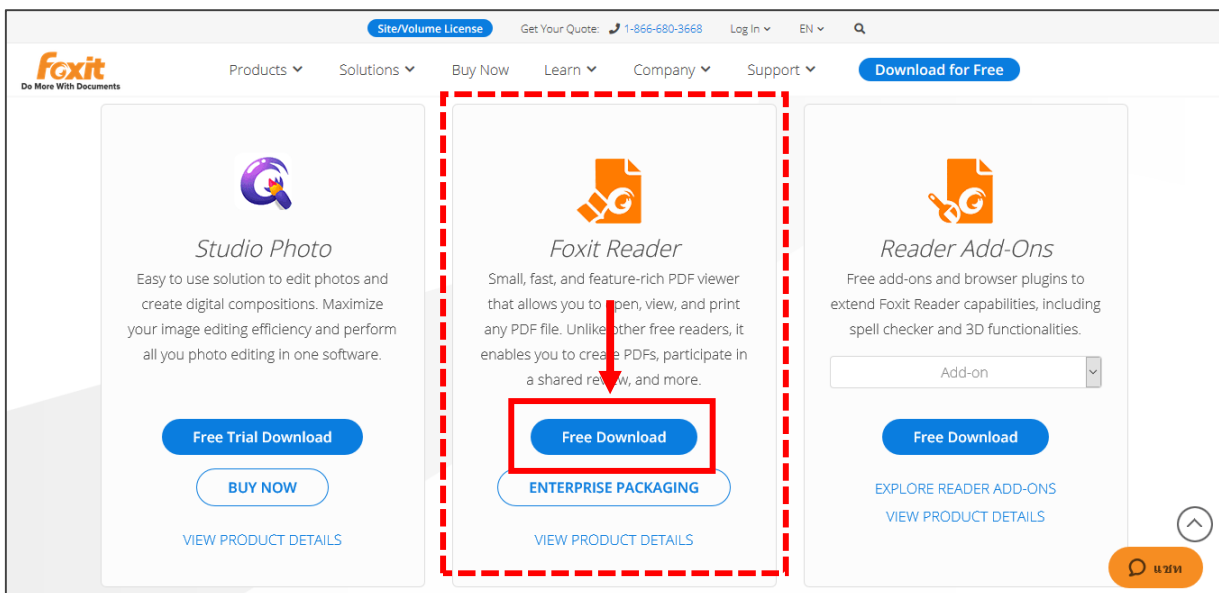 Site/Volume License Get Your Quote: 1-866-680-3668 Log In EN
Foxit
Do More With Documents
Products Solutions Buy Now Learn Company Support Download for Free
Studio Photo
Easy to use solution to edit photos and
create digital compositions. Maximize
your image editing efficiency and perform
all you photo editing in one software.
Free Trial Download
BUY NOW
VIEW PRODUCT DETAILS
Foxit Reader
Small, fast, and feature-rich PDF viewer
that allows you to open, view, and print
any PDF file. Unlike other free readers, it
enables you to create PDFs, participate in
a shared review, and more.
Free Download
ENTERPRISE PACKAGING
VIEW PRODUCT DETAILS
Reader Add-Ons
Free add-ons and browser plugins to
extend Foxit Reader capabilities, including
spell checker and 3D functionalities.
Add-on
Free Download
EXPLORE READER ADD-ONS
VIEW PRODUCT DETAILS
แชท